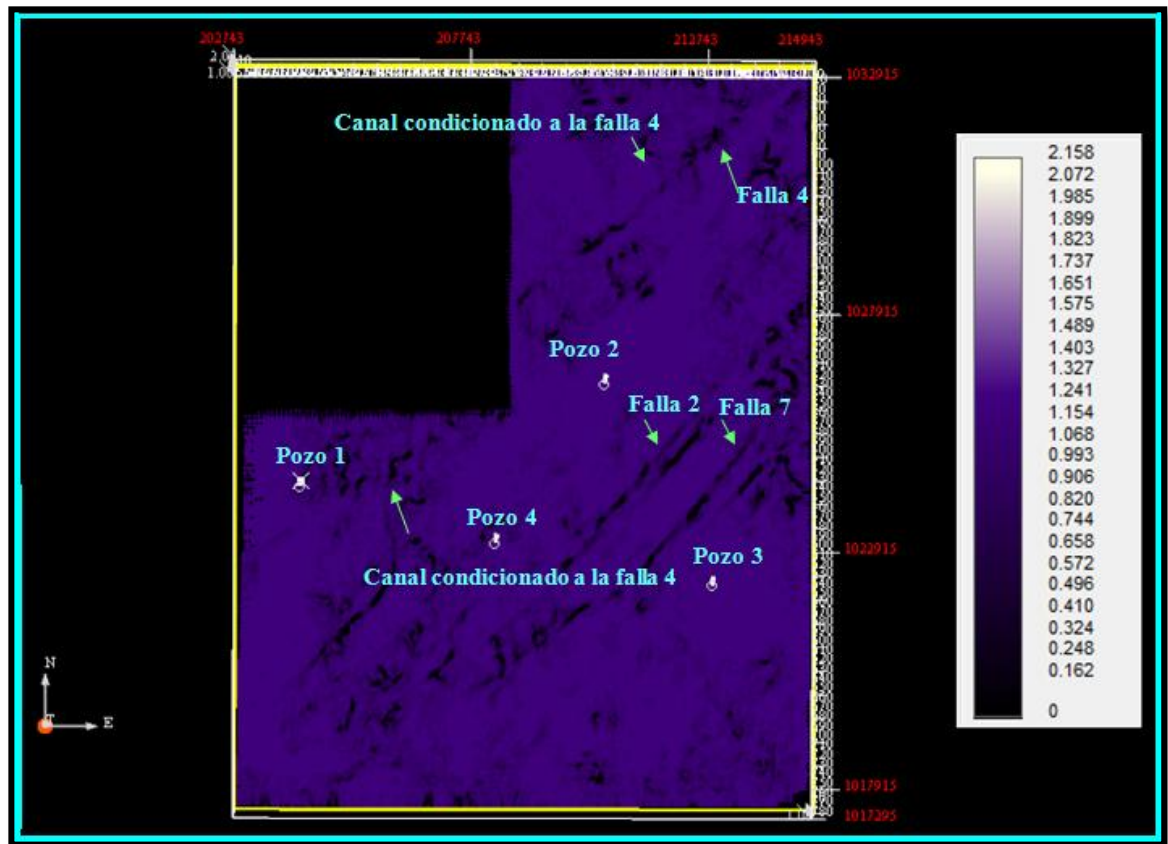 202743 207743 212743 214943
1032915
Canal condicionado a la falla 4
Falla 4
1027915
Pozo 2
Falla 2 Falla 7
Pozo 1
Pozo 4
1022915
Pozo 3
Canal condicionado a la falla 4
1017915
1017295
N
E
T
2.158
2.072
1.985
1.899
1.823
1.737
1.651
1.575
1.489
1.403
1.327
1.241
1.154
1.068
0.993
0.906
0.820
0.744
0.658
0.572
0.496
0.410
0.324
0.248
0.162
0